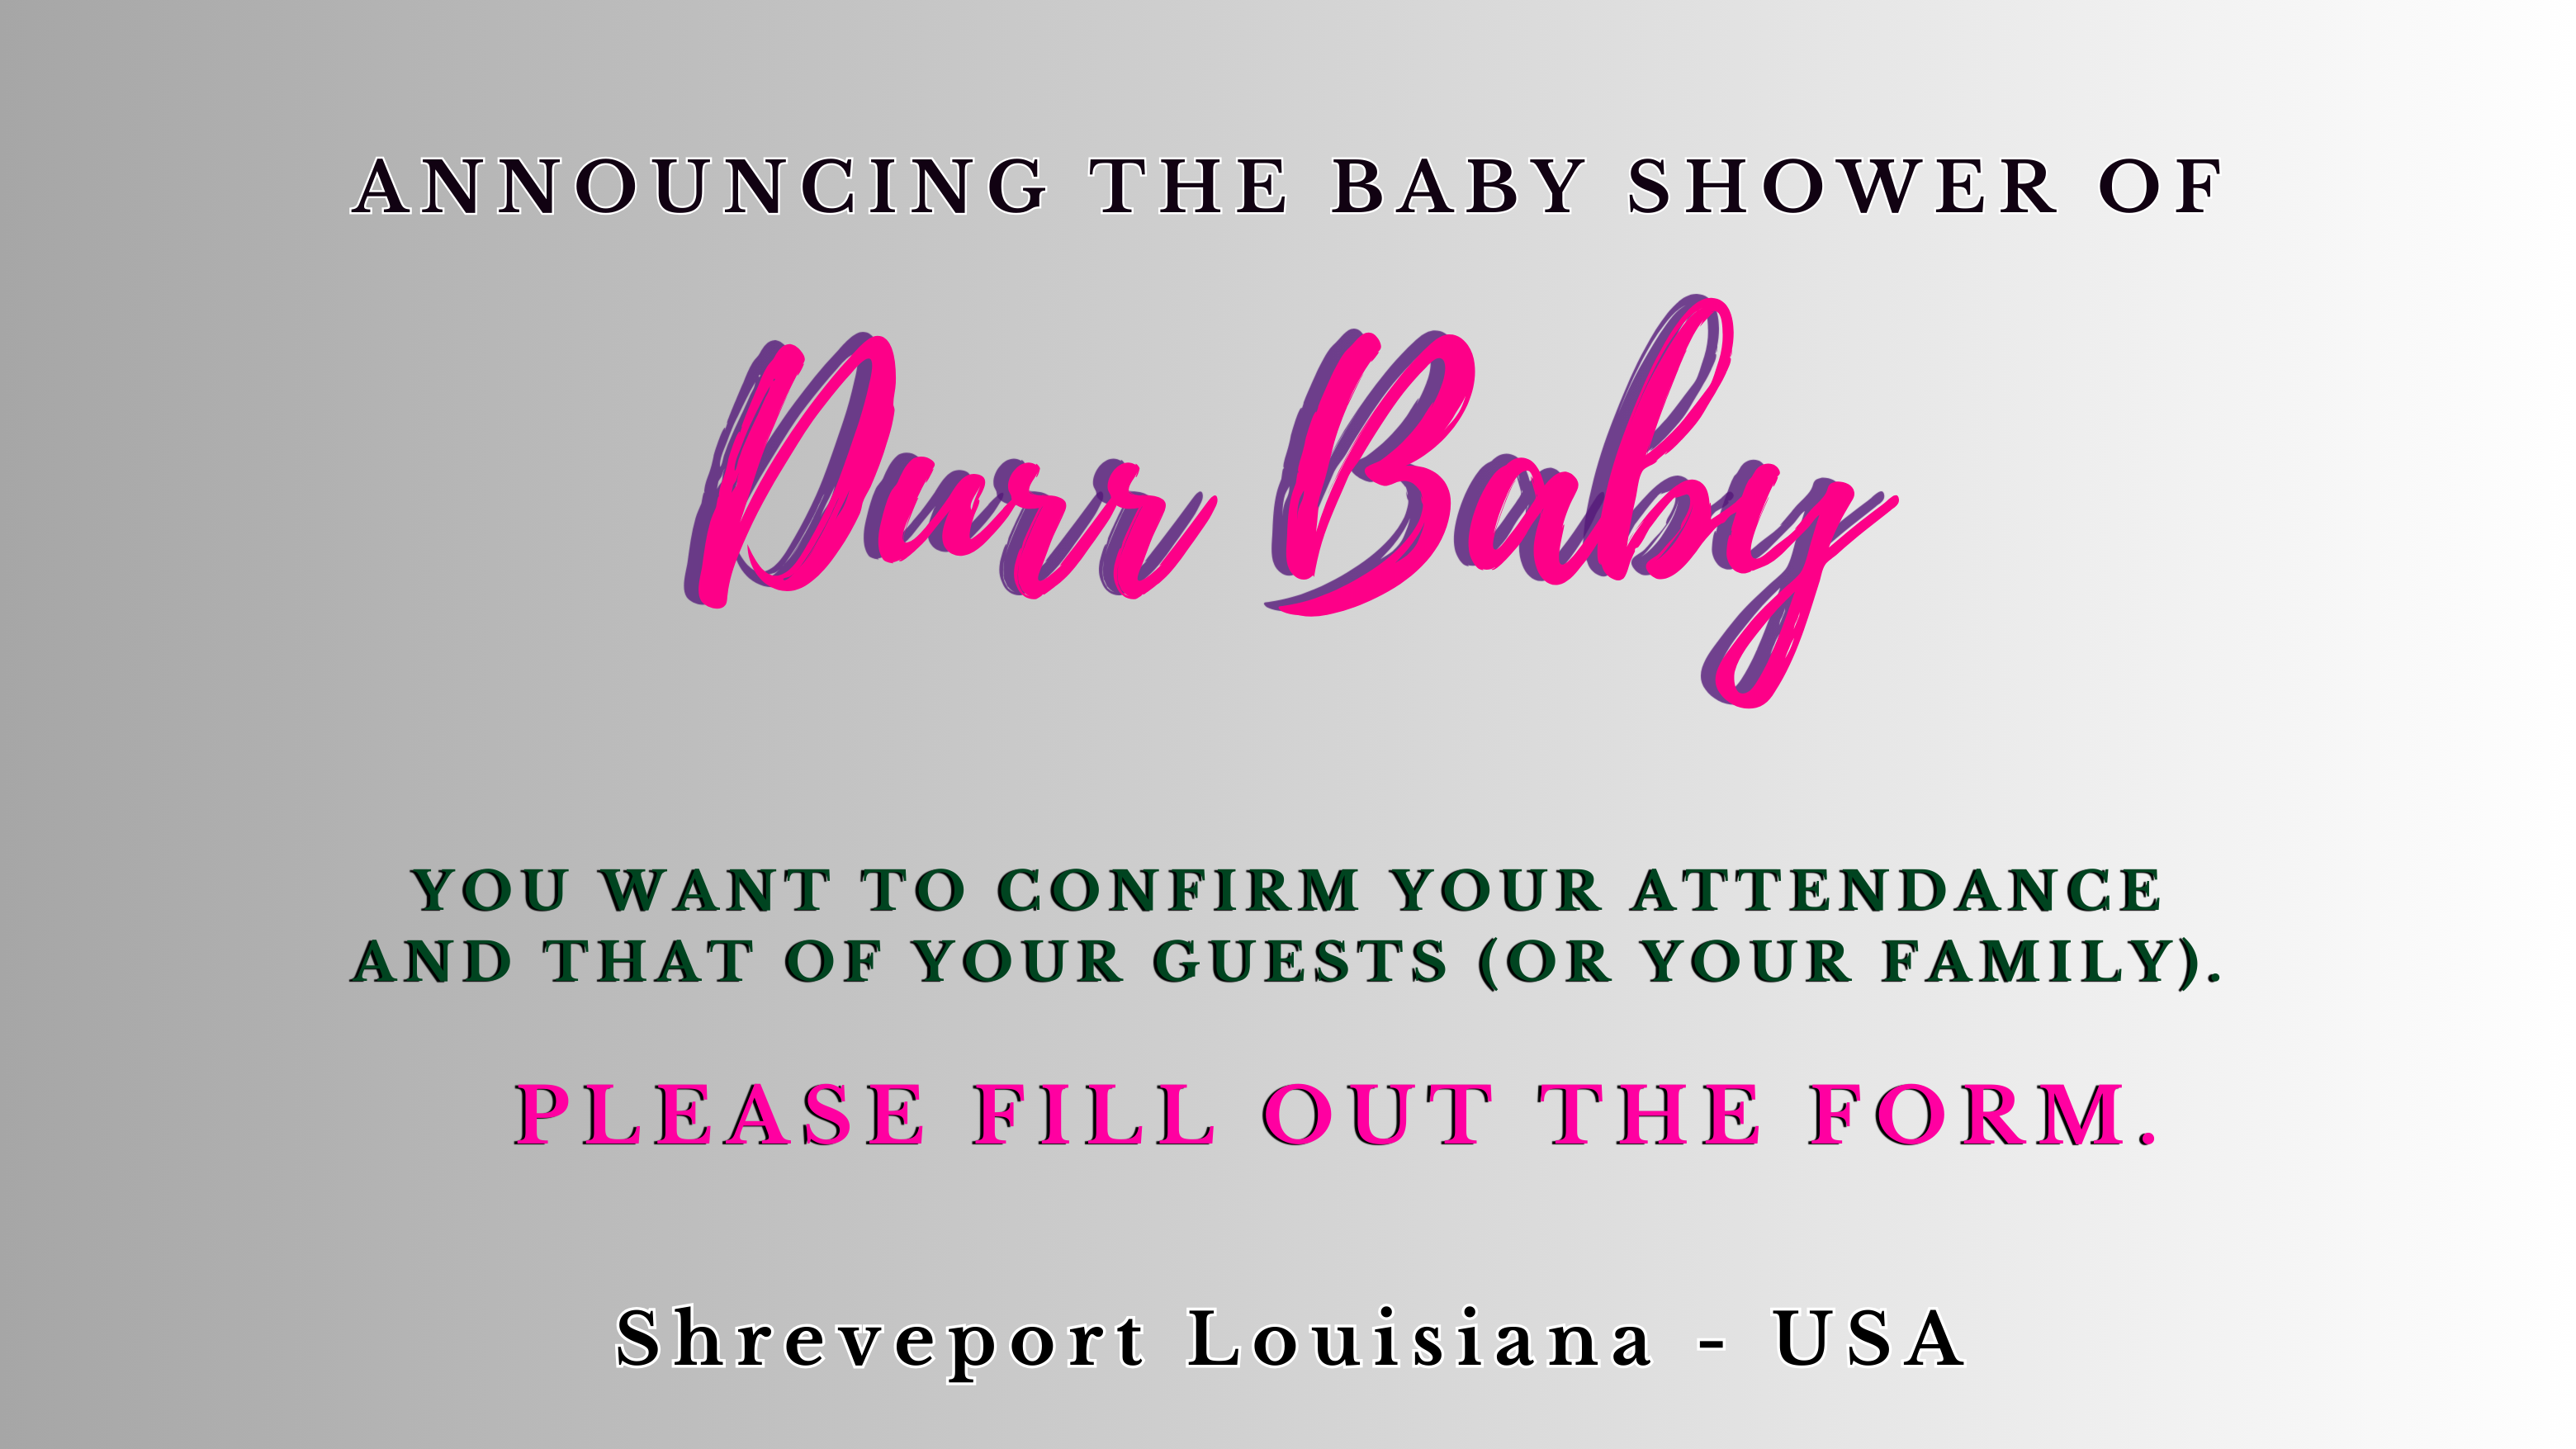 ANNOUNCING THE BABY SHOWER OF
Durr Baby
YOU WANT TO CONFIRM YOUR ATTENDANCE
AND THAT OF YOUR GUESTS (OR YOUR FAMILY).
PLEASE FILL OUT THE FORM.
Shreveport Louisiana - USA